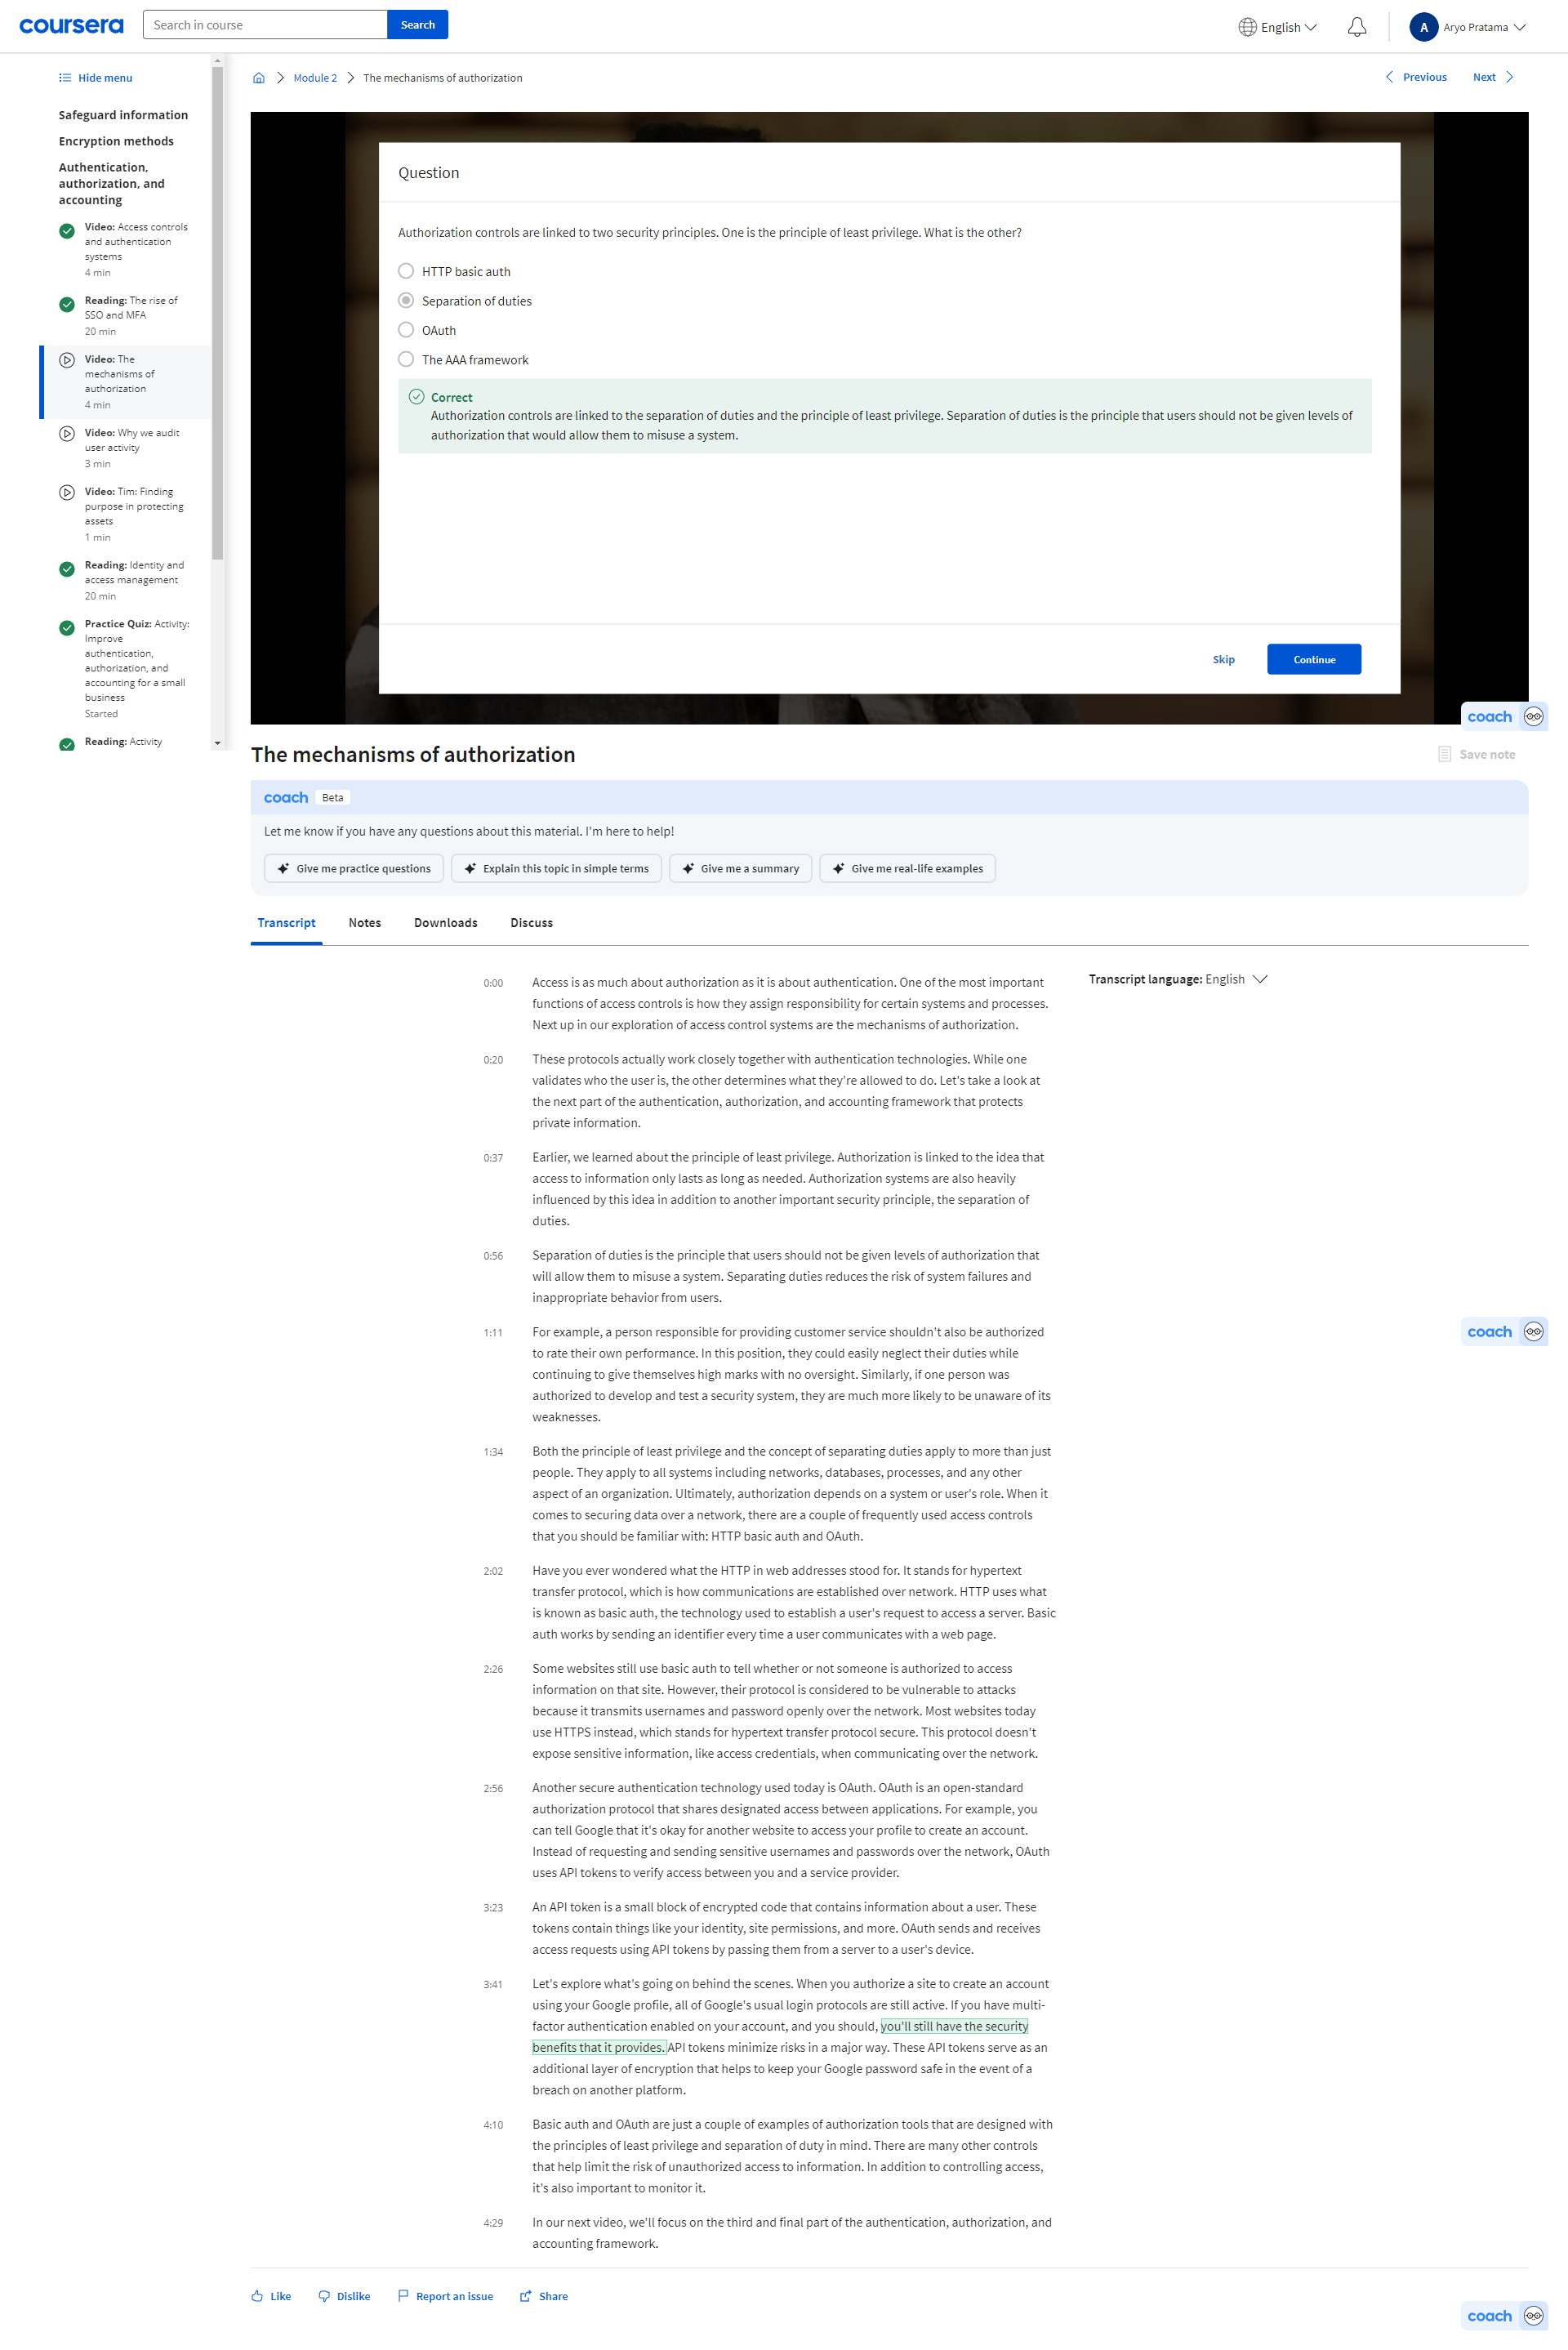 coursera
Search in course
Search
English
A
Aryo Pratama
Hide menu
Safeguard information
Encryption methods
Authentication,
authorization, and
accounting
Video: Access controls
and authentication
systems
4 min
Reading: The rise of
SSO and MFA
20 min
Video: The
mechanisms of
authorization
4 min
Video: Why we audit
user activity
3 min
Video: Tim: Finding
purpose in protecting
assets
1 min
Reading: Identity and
access management
20 min
Practice Quiz: Activity:
Improve
authentication,
authorization, and
accounting for a small
business
Started
Reading: Activity
Module 2
The mechanisms of authorization
Previous
Next
Question
Authorization controls are linked to two security principles. One is the principle of least privilege. What is the other?
HTTP basic auth
Separation of duties
OAuth
The AAA framework
Correct
Authorization controls are linked to the separation of duties and the principle of least privilege. Separation of duties is the principle that users should not be given levels of
authorization that would allow them to misuse a system.
Skip
Continue
coach
The mechanisms of authorization
Save note
coach
Beta
Let me know if you have any questions about this material. I'm here to help!
Give me practice questions
Explain this topic in simple terms
Give me a summary
Give me real-life examples
Transcript
Notes
Downloads
Discuss
Transcript language: English
0:00
Access is as much about authorization as it is about authentication. One of the most important
functions of access controls is how they assign responsibility for certain systems and processes.
Next up in our exploration of access control systems are the mechanisms of authorization.
0:20
These protocols actually work closely together with authentication technologies. While one
validates who the user is, the other determines what they're allowed to do. Let's take a look at
the next part of the authentication, authorization, and accounting framework that protects
private information.
0:37
Earlier, we learned about the principle of least privilege. Authorization is linked to the idea that
access to information only lasts as long as needed. Authorization systems are also heavily
influenced by this idea in addition to another important security principle, the separation of
duties.
0:56
Separation of duties is the principle that users should not be given levels of authorization that
will allow them to misuse a system. Separating duties reduces the risk of system failures and
inappropriate behavior from users.
1:11
For example, a person responsible for providing customer service shouldn't also be authorized
to rate their own performance. In this position, they could easily neglect their duties while
continuing to give themselves high marks with no oversight. Similarly, if one person was
authorized to develop and test a security system, they are much more likely to be unaware of its
weaknesses.
coach
1:34
Both the principle of least privilege and the concept of separating duties apply to more than just
people. They apply to all systems including networks, databases, processes, and any other
aspect of an organization. Ultimately, authorization depends on a system or user's role. When it
comes to securing data over a network, there are a couple of frequently used access controls
that you should be familiar with: HTTP basic auth and OAuth.
2:02
Have you ever wondered what the HTTP in web addresses stood for. It stands for hypertext
transfer protocol, which is how communications are established over network. HTTP uses what
is known as basic auth, the technology used to establish a user's request to access a server. Basic
auth works by sending an identifier every time a user communicates with a web page.
2:26
Some websites still use basic auth to tell whether or not someone is authorized to access
information on that site. However, their protocol is considered to be vulnerable to attacks
because it transmits usernames and password openly over the network. Most websites today
use HTTPS instead, which stands for hypertext transfer protocol secure. This protocol doesn't
expose sensitive information, like access credentials, when communicating over the network.
2:56
Another secure authentication technology used today is OAuth. OAuth is an open-standard
authorization protocol that shares designated access between applications. For example, you
can tell Google that it's okay for another website to access your profile to create an account.
Instead of requesting and sending sensitive usernames and passwords over the network, OAuth
uses API tokens to verify access between you and a service provider.
3:23
An API token is a small block of encrypted code that contains information about a user. These
tokens contain things like your identity, site permissions, and more. OAuth sends and receives
access requests using API tokens by passing them from a server to a user's device.
3:41
Let's explore what's going on behind the scenes. When you authorize a site to create an account
using your Google profile, all of Google's usual login protocols are still active. If you have multi-
factor authentication enabled on your account, and you should, you'll still have the security
benefits that it provides. API tokens minimize risks in a major way. These API tokens serve as an
additional layer of encryption that helps to keep your Google password safe in the event of a
breach on another platform.
4:10
Basic auth and OAuth are just a couple of examples of authorization tools that are designed with
the principles of least privilege and separation of duty in mind. There are many other controls
that help limit the risk of unauthorized access to information. In addition to controlling access,
it's also important to monitor it.
4:29
In our next video, we'll focus on the third and final part of the authentication, authorization, and
accounting framework.
Like
Dislike
Report an issue
Share
coach